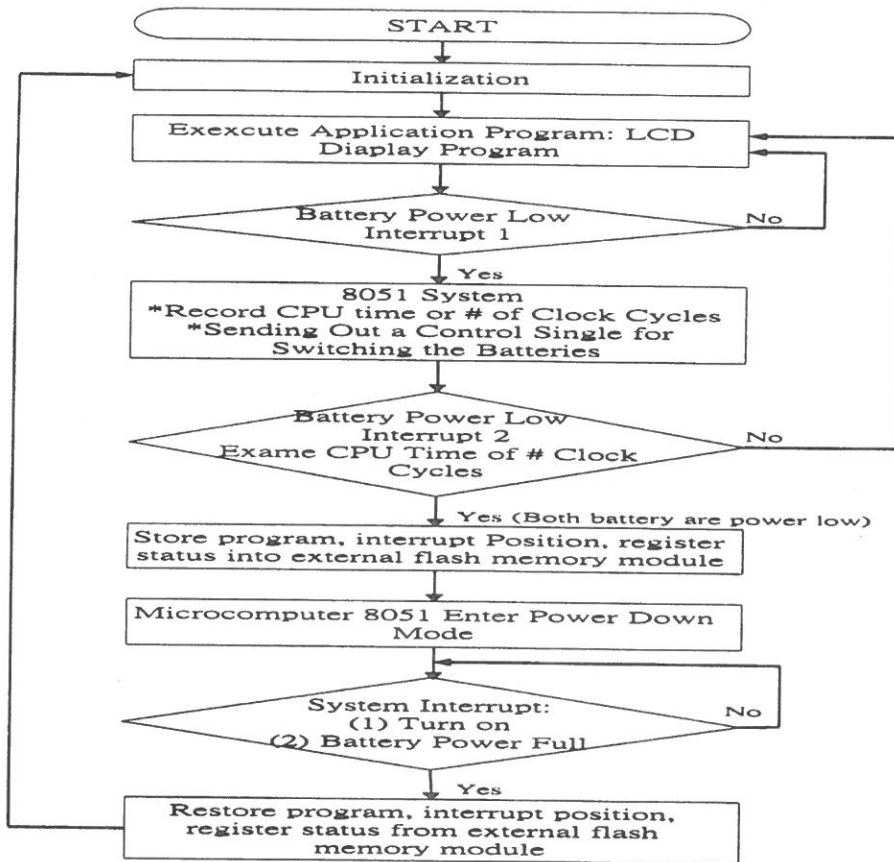 START
Initialization
Exexcute Application Program: LCD
Diaplay Program
Battery Power Low
Interrupt 1
No
Yes
8051 System
*Record CPU time or # of Clock Cycles
*Sending Out a Control Single for
Switching the Batteries
Battery Power Low
Interrupt 2
Exame CPU Time of # Clock
Cycles
No
Yes (Both battery are power low)
Store program, interrupt Position, register
status into external flash memory module
Microcomputer 8051 Enter Power Down
Mode
System Interrupt:
(1) Turn on
(2) Battery Power Full
No
Yes
Restore program, interrupt position,
register status from external flash
memory module